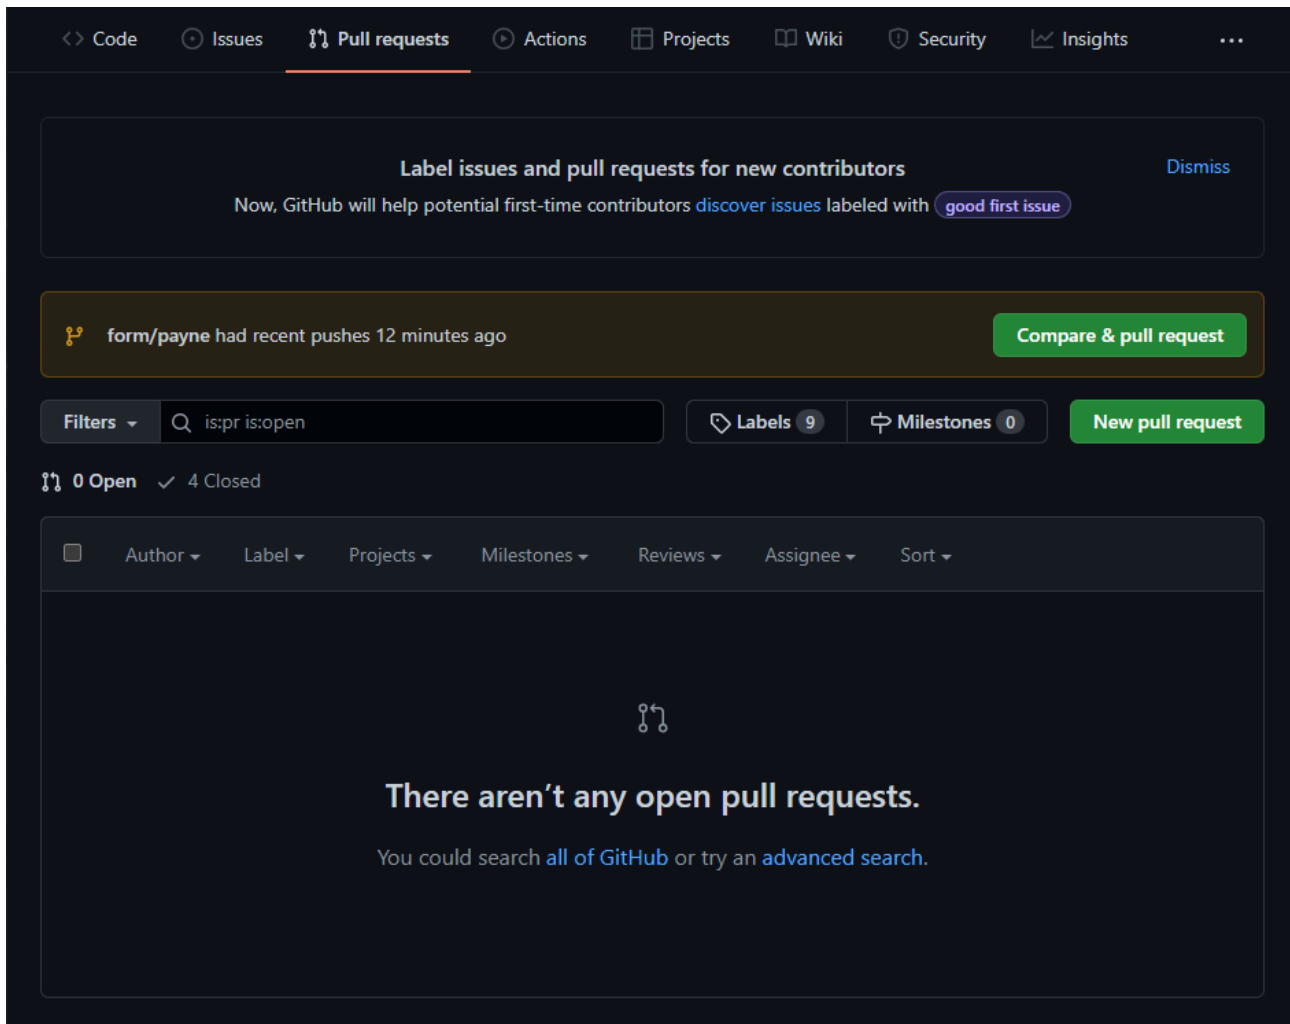 Code Issues Pull requests Actions Projects Wiki Security Insights ...
Label issues and pull requests for new contributors
Dismiss
Now, GitHub will help potential first-time contributors discover issues labeled with good first issue
form/payne had recent pushes 12 minutes ago
Compare & pull request
Filters is:pr is:open Labels 9 Milestones 0 New pull request
0 Open 4 Closed
Author Label Projects Milestones Reviews Assignee Sort
There aren’t any open pull requests.
You could search all of GitHub or try an advanced search.